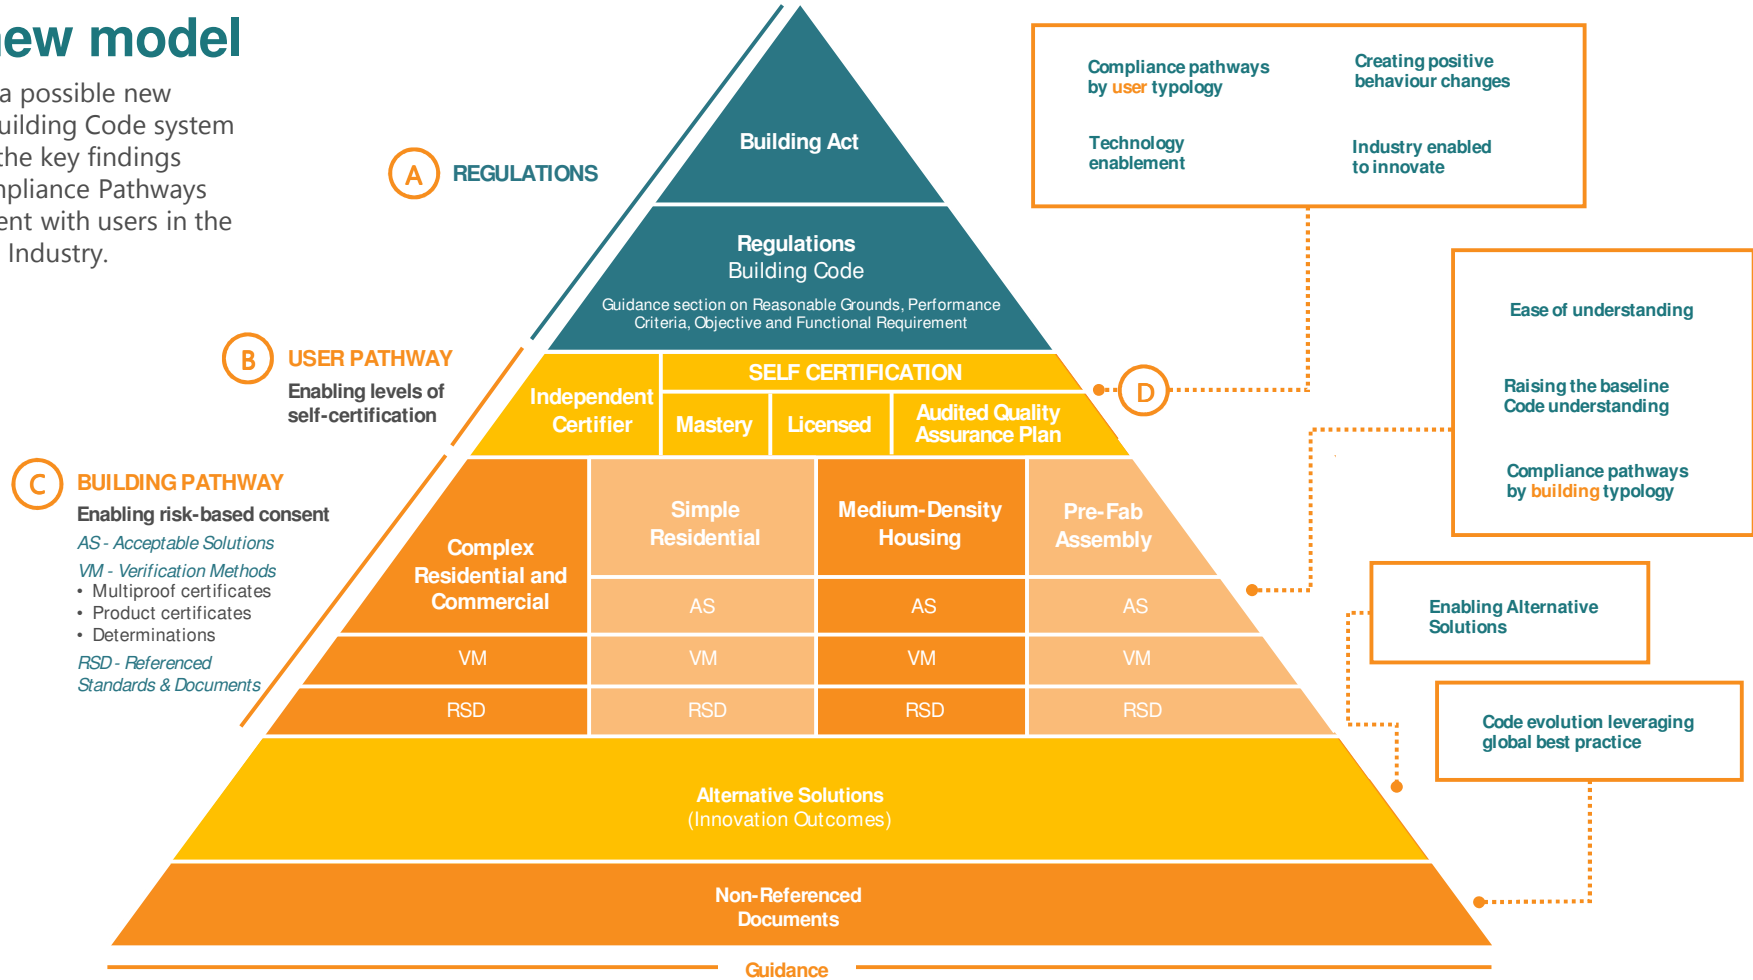 new model
a possible new
uilding Code system
the key findings
mpliance Pathways
ent with users in the
Industry.
A REGULATIONS
B USER PATHWAY
Enabling levels of
self-certification
C BUILDING PATHWAY
Enabling risk-based consent
AS - Acceptable Solutions
VM - Verification Methods
• Multiproof certificates
• Product certificates
• Determinations
RSD - Referenced
Standards & Documents
Building Act
Regulations
Building Code
Guidance section on Reasonable Grounds, Performance
Criteria, Objective and Functional Requirement
Independent
Certifier
SELF CERTIFICATION
Mastery
Licensed
Audited Quality
Assurance Plan
Complex
Residential and
Commercial
Simple
Residential
Medium-Density
Housing
Pre-Fab
Assembly
AS
AS
AS
VM
VM
VM
VM
RSD
RSD
RSD
RSD
Alternative Solutions
(Innovation Outcomes)
Non-Referenced
Documents
Guidance
D
Compliance pathways
by user typology
Creating positive
behaviour changes
Technology
enablement
Industry enabled
to innovate
Ease of understanding
Raising the baseline
Code understanding
Compliance pathways
by building typology
Enabling Alternative
Solutions
Code evolution leveraging
global best practice